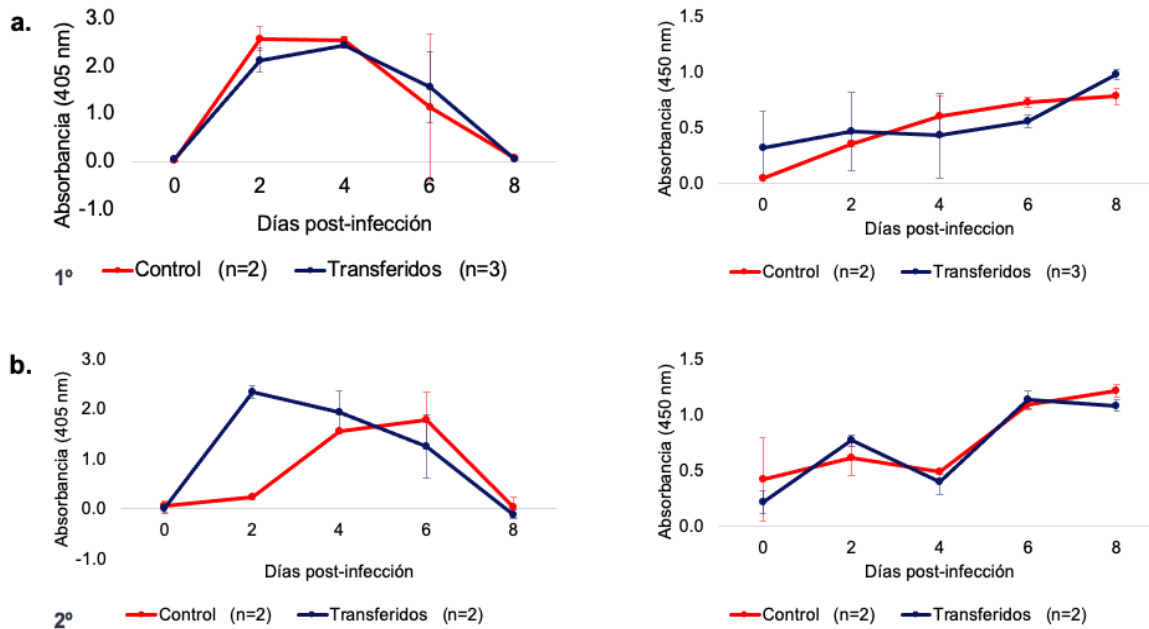 a.
Absorbancia (405 nm)
3.0
2.0
1.0
0.0
-1.0
0 2 4 6 8
Días post-infección
1º Control (n=2) Transferidos (n=3)
Absorbancia (450 nm)
1.5
1.0
0.5
0.0
0 2 4 6 8
Días post-infeccion
Control (n=2) Transferidos (n=3)
b.
Absorbancia (405 nm)
3.0
2.0
1.0
0.0
-1.0
0 2 4 6 8
Días post-infección
2º Control (n=2) Transferidos (n=2)
Absorbancia (450 nm)
1.5
1.0
0.5
0.0
0 2 4 6 8
Días post-infección
Control (n=2) Transferidos (n=2)